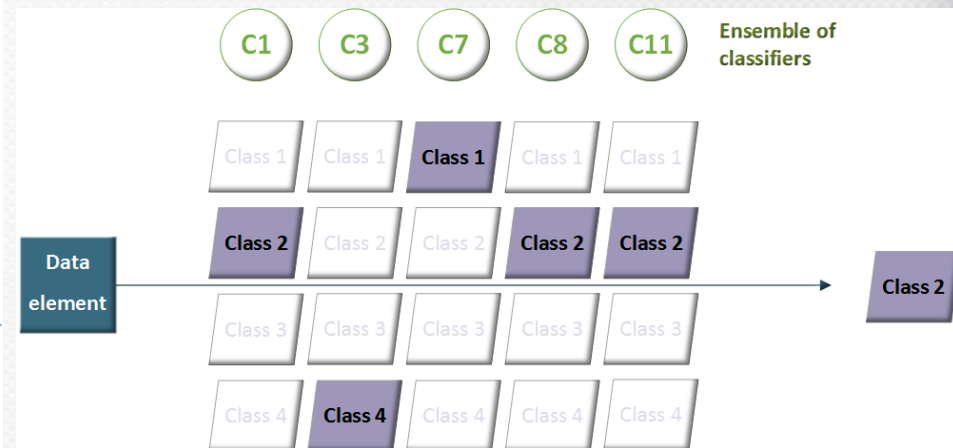 C1 C3 C7 C8 C11
Ensemble of
classifiers
Class 1 Class 1 Class 1 Class 1 Class 1
Class 2 Class 2 Class 2 Class 2 Class 2
Data
element
Class 2
Class 3 Class 3 Class 3 Class 3 Class 3
Class 4 Class 4 Class 4 Class 4 Class 4